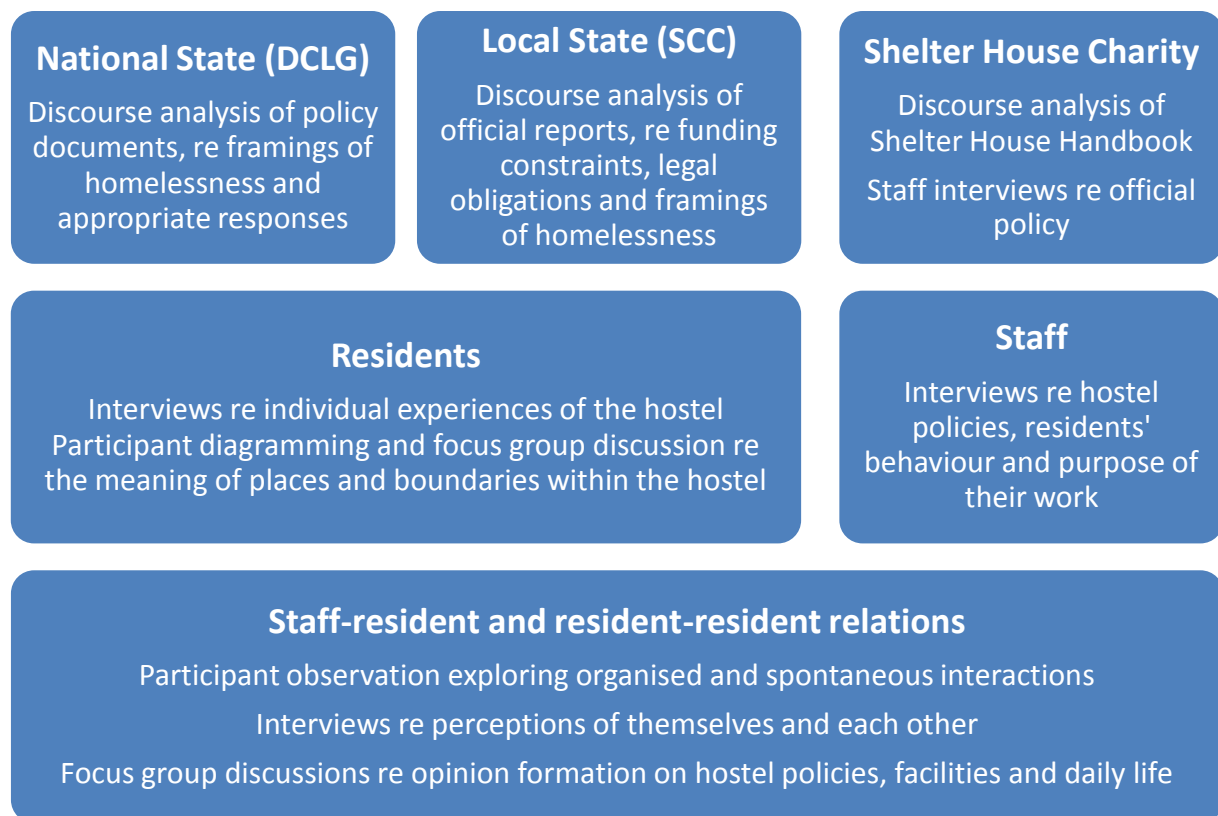 National State (DCLG)
Discourse analysis of policy
documents, re framings of
homelessness and
appropriate responses
Local State (SCC)
Discourse analysis of
official reports, re funding
constraints, legal
obligations and framings
of homelessness
Shelter House Charity
Discourse analysis of
Shelter House Handbook
Staff interviews re official
policy
Residents
Interviews re individual experiences of the hostel
Participant diagramming and focus group discussion re
the meaning of places and boundaries within the hostel
Staff
Interviews re hostel
policies, residents'
behaviour and purpose of
their work
Staff-resident and resident-resident relations
Participant observation exploring organised and spontaneous interactions
Interviews re perceptions of themselves and each other
Focus group discussions re opinion formation on hostel policies, facilities and daily life